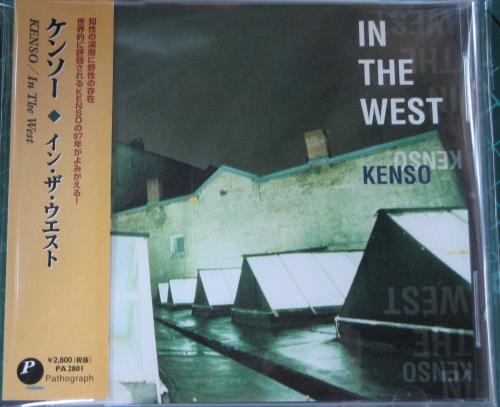 ケンソー◆イン・ザ・ウエスト
KENSO/In The West
知性の深層に野性の存在
世界的に評価されるKENSOの97年がよみがえる!
¥2,800(税抜)
PA 2801
P
Pathograph
IN
THE
WEST
KENSO
WEST
THE
IN
KENSO
WEST
THE
IN